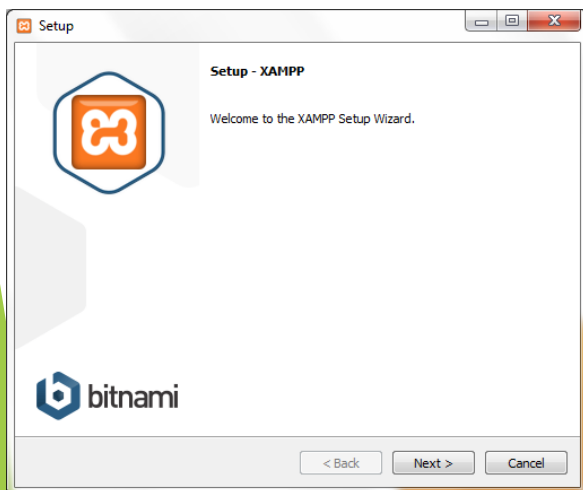 Setup
Setup - XAMPP
Welcome to the XAMPP Setup Wizard.
bitnami
< Back
Next >
Cancel